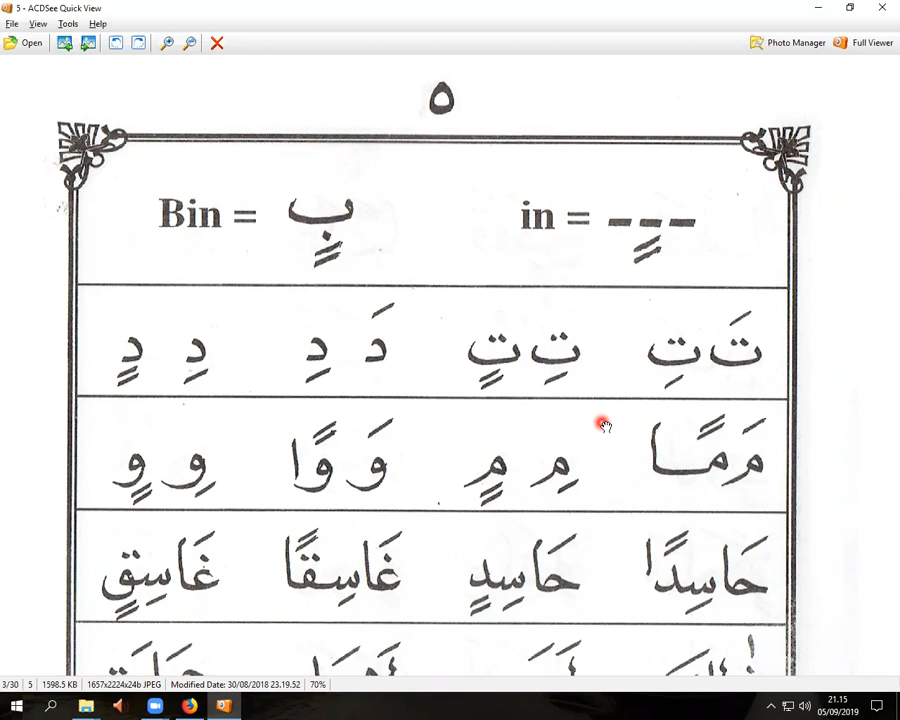 5 - ACDSee Quick View
File View Tools Help
Open Photo Manager Full Viewer
٥
in = ---ٍ Bin = بٍ
تَ تِ تِ تٍ دَ دِ دِ دٍ
مَ مًا مِ مٍ وَ وًا وِ وٍ
حَاسِدًا حَاسِدٍ غَاسِقًا غَاسِقٍ
3/30 5 1598.5 KB 1657x2224x24b JPEG Modified Date: 30/08/2018 23.19.52 70%
21.15
05/09/2019